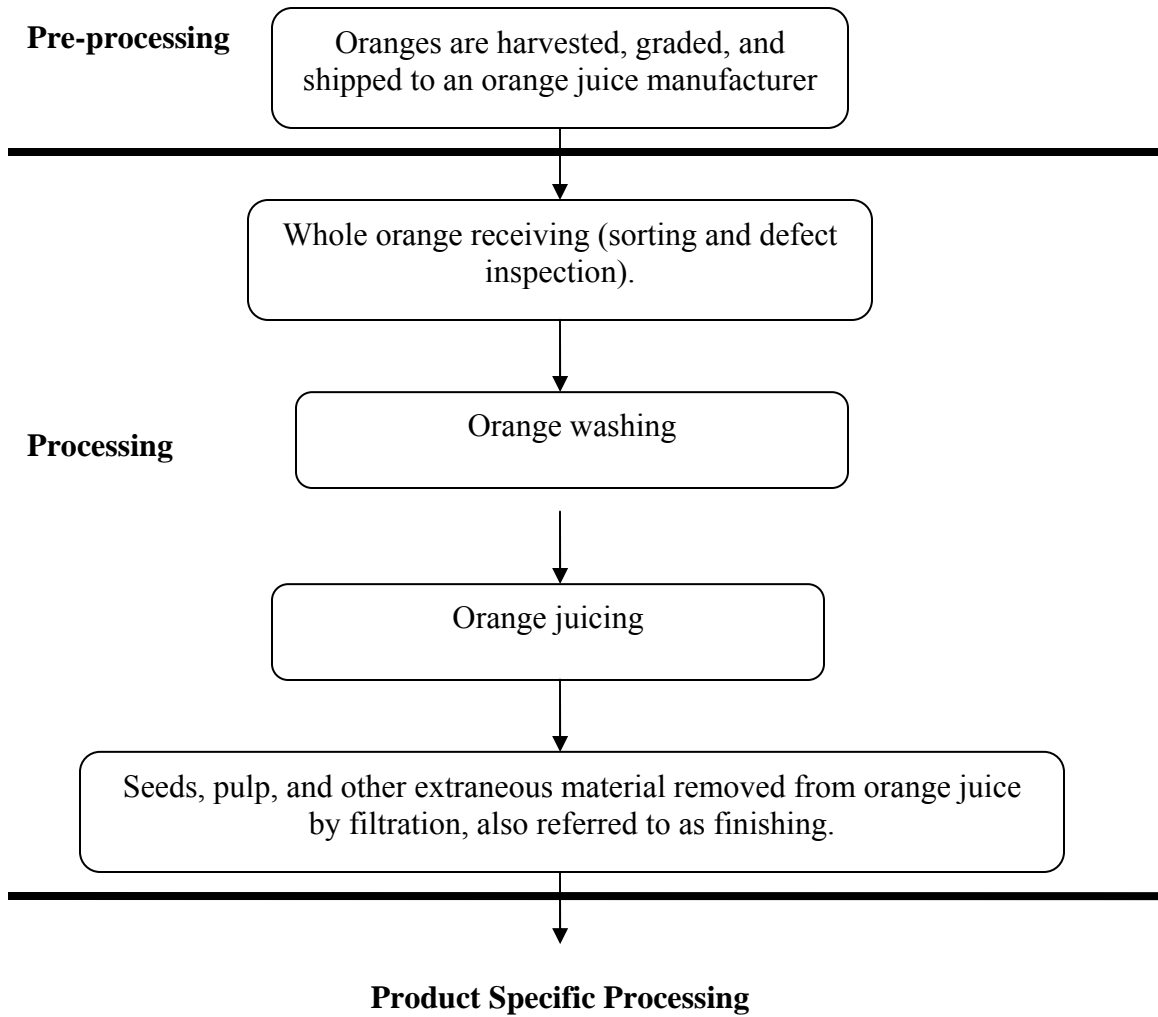 Pre-processing
Oranges are harvested, graded, and
shipped to an orange juice manufacturer
Whole orange receiving (sorting and defect
inspection).
Orange washing
Processing
Orange juicing
Seeds, pulp, and other extraneous material removed from orange juice
by filtration, also referred to as finishing.
Product Specific Processing